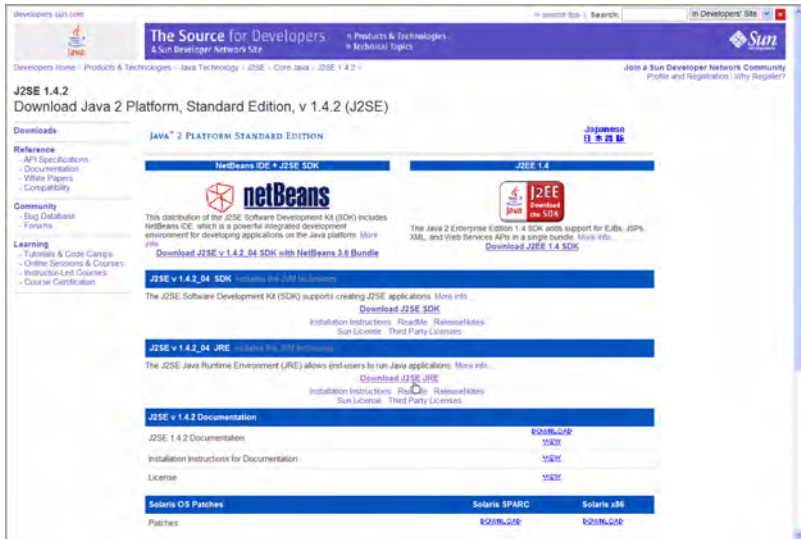 developers.sun.com
search tips | Search:
in Developers' Site
Java
The Source for Developers
A Sun Developer Network Site
» Products & Technologies
» Technical Topics
Sun
Developers Home > Products & Technologies > Java Technology > J2SE > Core Java > J2SE 1.4.2 >
Join a Sun Developer Network Community
Profile and Registration | Why Register?
J2SE 1.4.2
Download Java 2 Platform, Standard Edition, v 1.4.2 (J2SE)
Downloads
Reference
- API Specifications
- Documentation
- White Papers
- Compatibility
Community
- Bug Database
- Forums
Learning
- Tutorials & Code Camps
- Online Sessions & Courses
- Instructor-Led Courses
- Course Certification
JAVA™ 2 PLATFORM STANDARD EDITION
Japanese
日本語版
NetBeans IDE + J2SE SDK
netBeans
This distribution of the J2SE Software Development Kit (SDK) includes
NetBeans IDE, which is a powerful integrated development
environment for developing applications on the Java platform. More
info...
Download J2SE v 1.4.2_04 SDK with NetBeans 3.6 Bundle
J2EE 1.4
Java
J2EE
Download
the SDK
The Java 2 Enterprise Edition 1.4 SDK adds support for EJBs, JSPs,
XML, and Web Services APIs in a single bundle. More info...
Download J2EE 1.4 SDK
J2SE v 1.4.2_04 SDK includes the JVM technology
The J2SE Software Development Kit (SDK) supports creating J2SE applications. More info...
Download J2SE SDK
Installation Instructions ReadMe ReleaseNotes
Sun License Third Party Licenses
J2SE v 1.4.2_04 JRE includes the JVM technology
The J2SE Java Runtime Environment (JRE) allows end-users to run Java applications. More info...
Download J2SE JRE
Installation Instructions ReadMe ReleaseNotes
Sun License Third Party Licenses
J2SE v 1.4.2 Documentation
J2SE 1.4.2 Documentation
DOWNLOAD
VIEW
Installation Instructions for Documentation
VIEW
License
VIEW
Solaris OS Patches
Solaris SPARC
Solaris x86
Patches
DOWNLOAD
DOWNLOAD